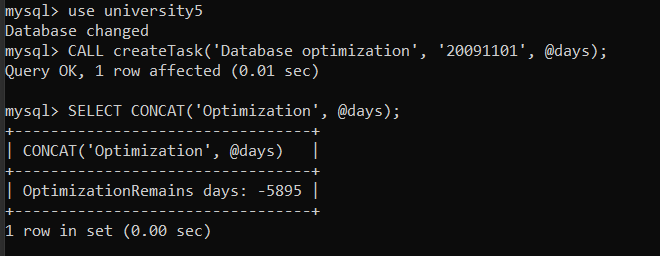 mysql> use university5
Database changed
mysql> CALL createTask('Database optimization', '20091101', @days);
Query OK, 1 row affected (0.01 sec)

mysql> SELECT CONCAT('Optimization', @days);
+--------------------------------+
| CONCAT('Optimization', @days)  |
+--------------------------------+
| OptimizationRemains days: -5895 |
+--------------------------------+
1 row in set (0.00 sec)